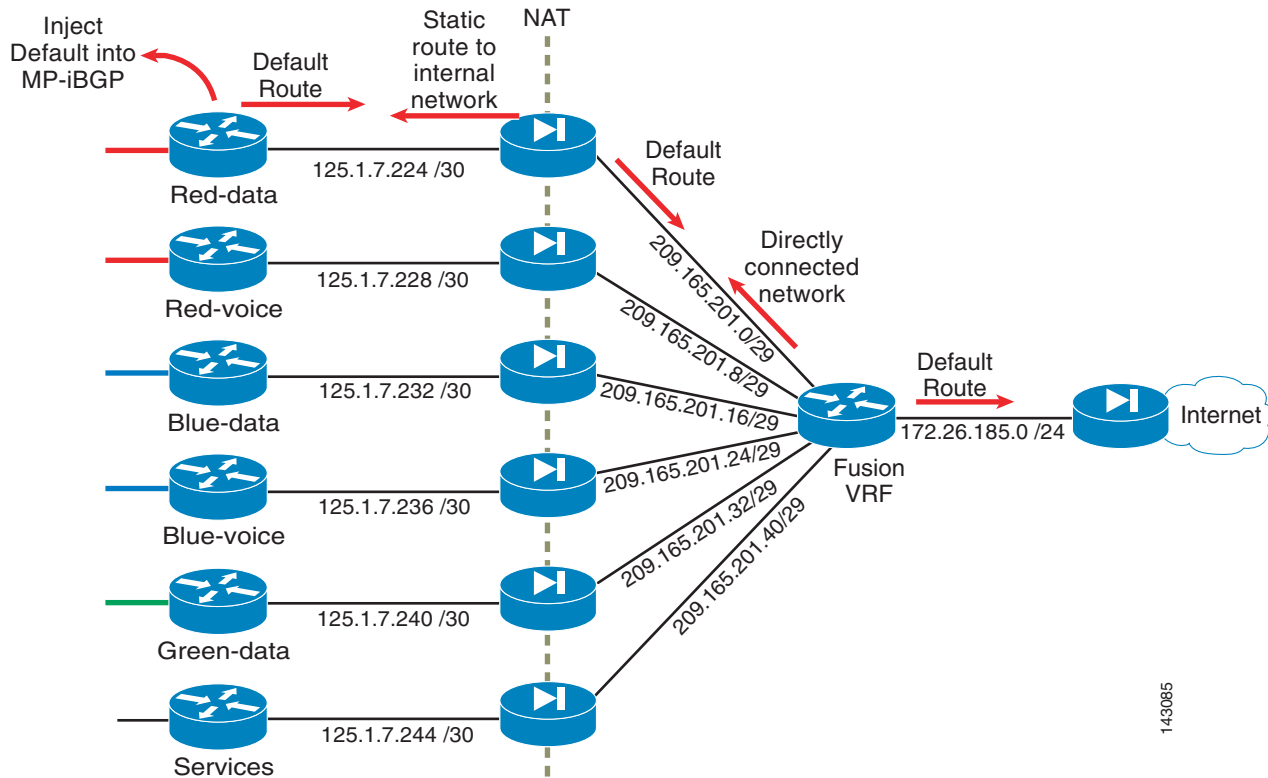 Inject
Default into
MP-iBGP
Default
Route
Static
route to
internal
network
NAT
125.1.7.224 /30
Red-data
Default
Route
209.165.201.0/29
Directly
connected
network
125.1.7.228 /30
Red-voice
209.165.201.8/29
125.1.7.232 /30
Blue-data
209.165.201.16/29
Default
Route
172.26.185.0 /24
Internet
Fusion
VRF
125.1.7.236 /30
Blue-voice
209.165.201.24/29
125.1.7.240 /30
Green-data
209.165.201.32/29
125.1.7.244 /30
Services
209.165.201.40/29
143085